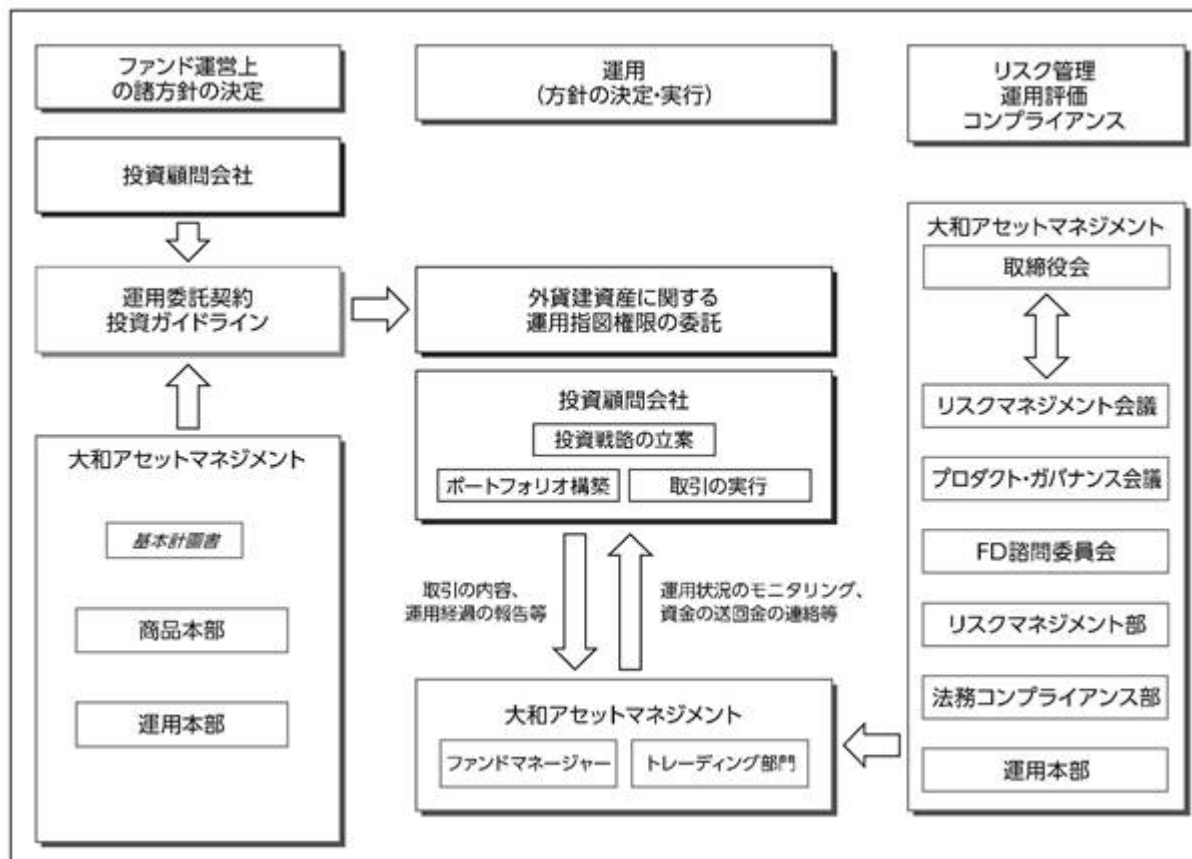 ファンド運営上
の諸方針の決定
投資顧問会社
運用委託契約
投資ガイドライン
大和アセットマネジメント
基本計画書
商品本部
運用本部
運用
(方針の決定・実行)
外貨建資産に関する
運用指図権限の委託
投資顧問会社
投資戦略の立案
ポートフォリオ構築
取引の実行
取引の内容、
運用経過の報告等
運用状況のモニタリング、
資金の送回金の連絡等
大和アセットマネジメント
ファンドマネージャー
トレーディング部門
リスク管理
運用評価
コンプライアンス
大和アセットマネジメント
取締役会
リスクマネジメント会議
プロダクト・ガバナンス会議
FD諮問委員会
リスクマネジメント部
法務コンプライアンス部
運用本部